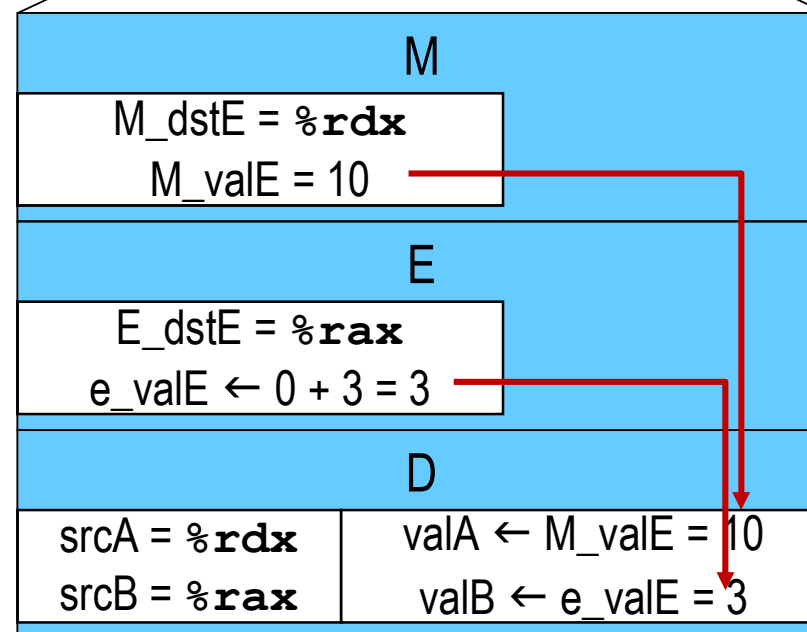 M
M_dstE = %rdx
M_valE = 10
E
E_dstE = %rax
e_valE ← 0 + 3 = 3
D
srcA = %rdx
srcB = %rax
valA ← M_valE = 10
valB ← e_valE = 3